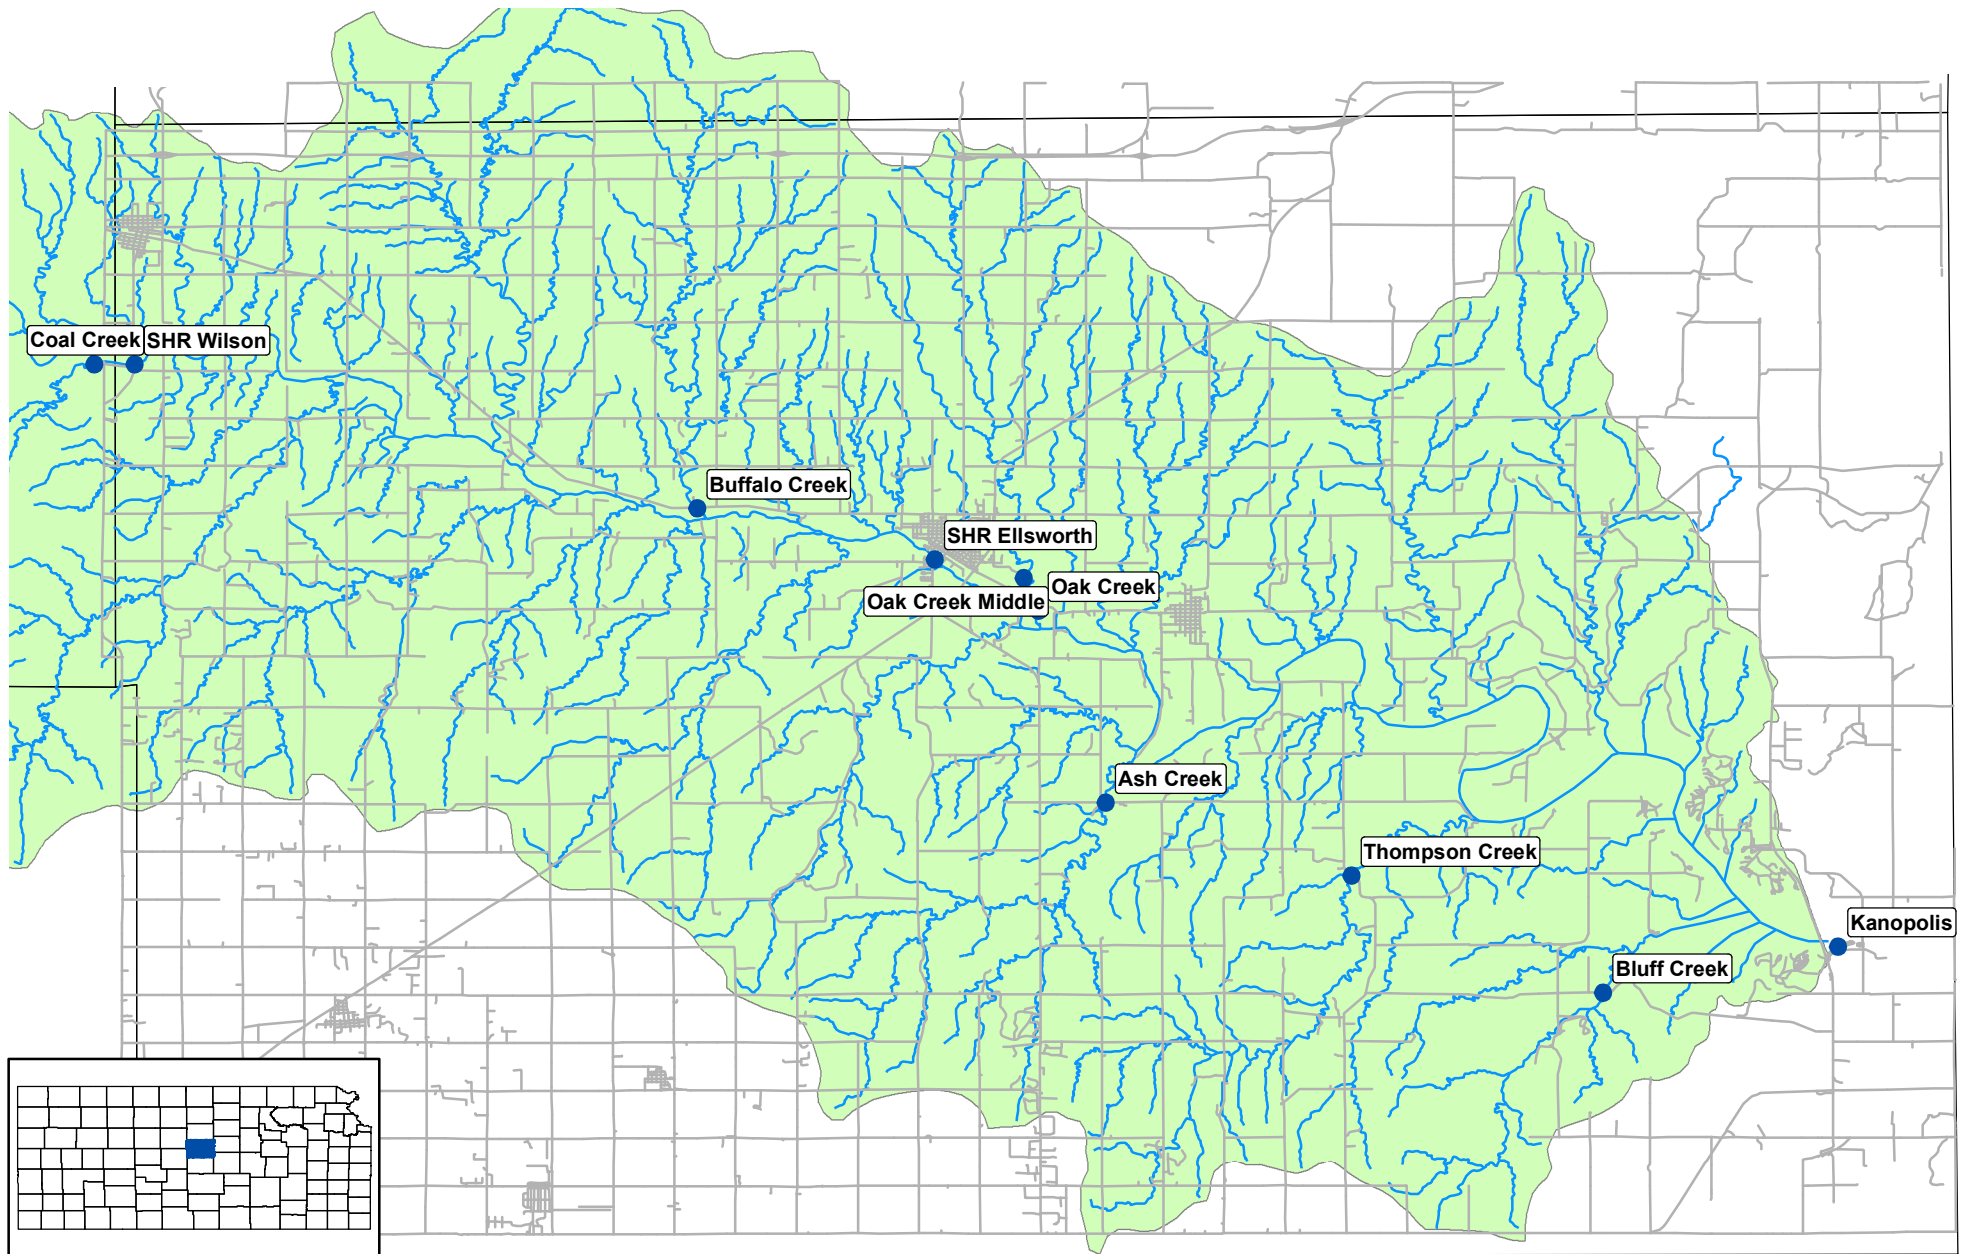 Coal Creek
SHR Wilson
Buffalo Creek
SHR Ellsworth
Oak Creek
Oak Creek Middle
Ash Creek
Thompson Creek
Kanopolis
Bluff Creek